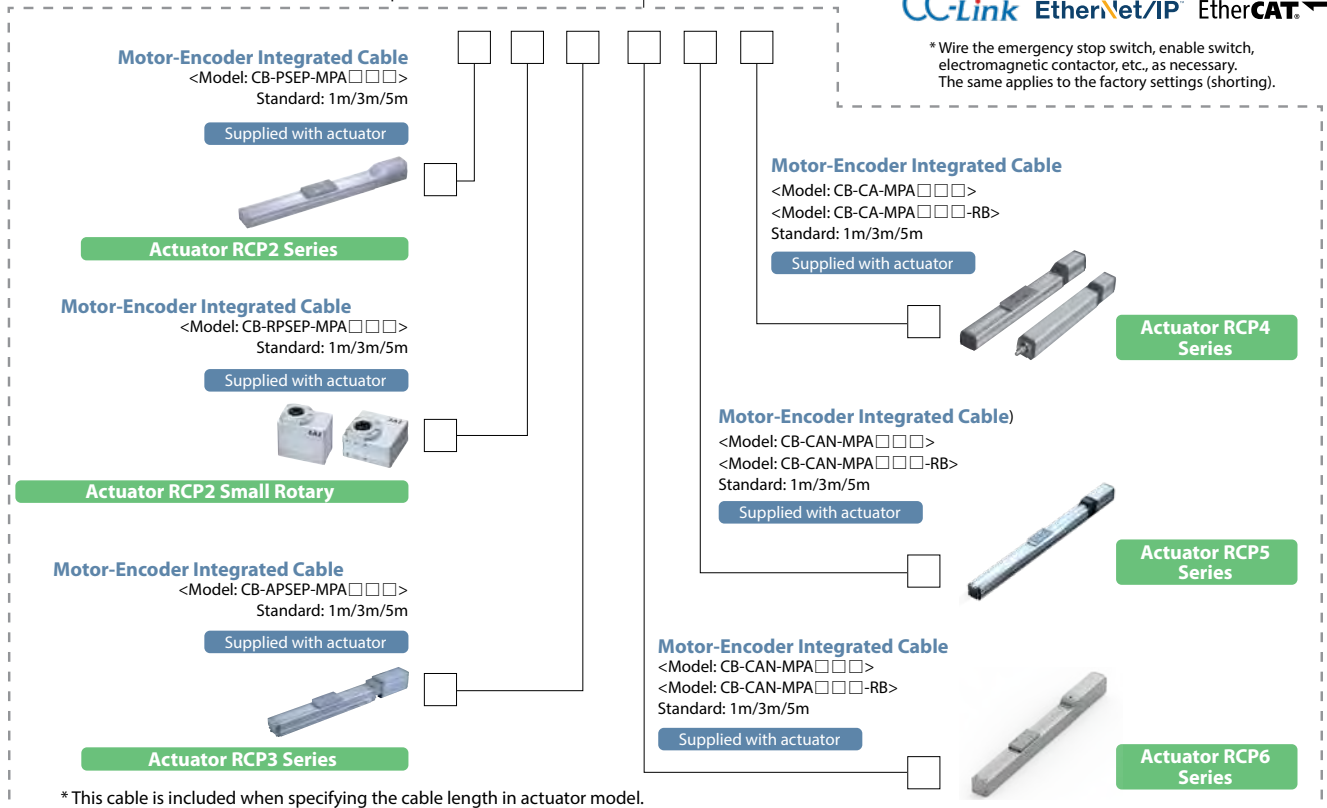 CC-Link EtherNet/IP EtherCAT®
* Wire the emergency stop switch, enable switch,
electromagnetic contactor, etc., as necessary.
The same applies to the factory settings (shorting).
Motor-Encoder Integrated Cable
<Model: CB-PSEP-MPA□□□>
Standard: 1m/3m/5m
Supplied with actuator
Actuator RCP2 Series
Motor-Encoder Integrated Cable
<Model: CB-RPSEP-MPA□□□>
Standard: 1m/3m/5m
Supplied with actuator
Actuator RCP2 Small Rotary
Motor-Encoder Integrated Cable
<Model: CB-APSEP-MPA□□□>
Standard: 1m/3m/5m
Supplied with actuator
Actuator RCP3 Series
* This cable is included when specifying the cable length in actuator model.
Motor-Encoder Integrated Cable
<Model: CB-CA-MPA□□□>
<Model: CB-CA-MPA□□□-RB>
Standard: 1m/3m/5m
Supplied with actuator
Actuator RCP4
Series
Motor-Encoder Integrated Cable)
<Model: CB-CAN-MPA□□□>
<Model: CB-CAN-MPA□□□-RB>
Standard: 1m/3m/5m
Supplied with actuator
Actuator RCP5
Series
Motor-Encoder Integrated Cable
<Model: CB-CAN-MPA□□□>
<Model: CB-CAN-MPA□□□-RB>
Standard: 1m/3m/5m
Supplied with actuator
Actuator RCP6
Series